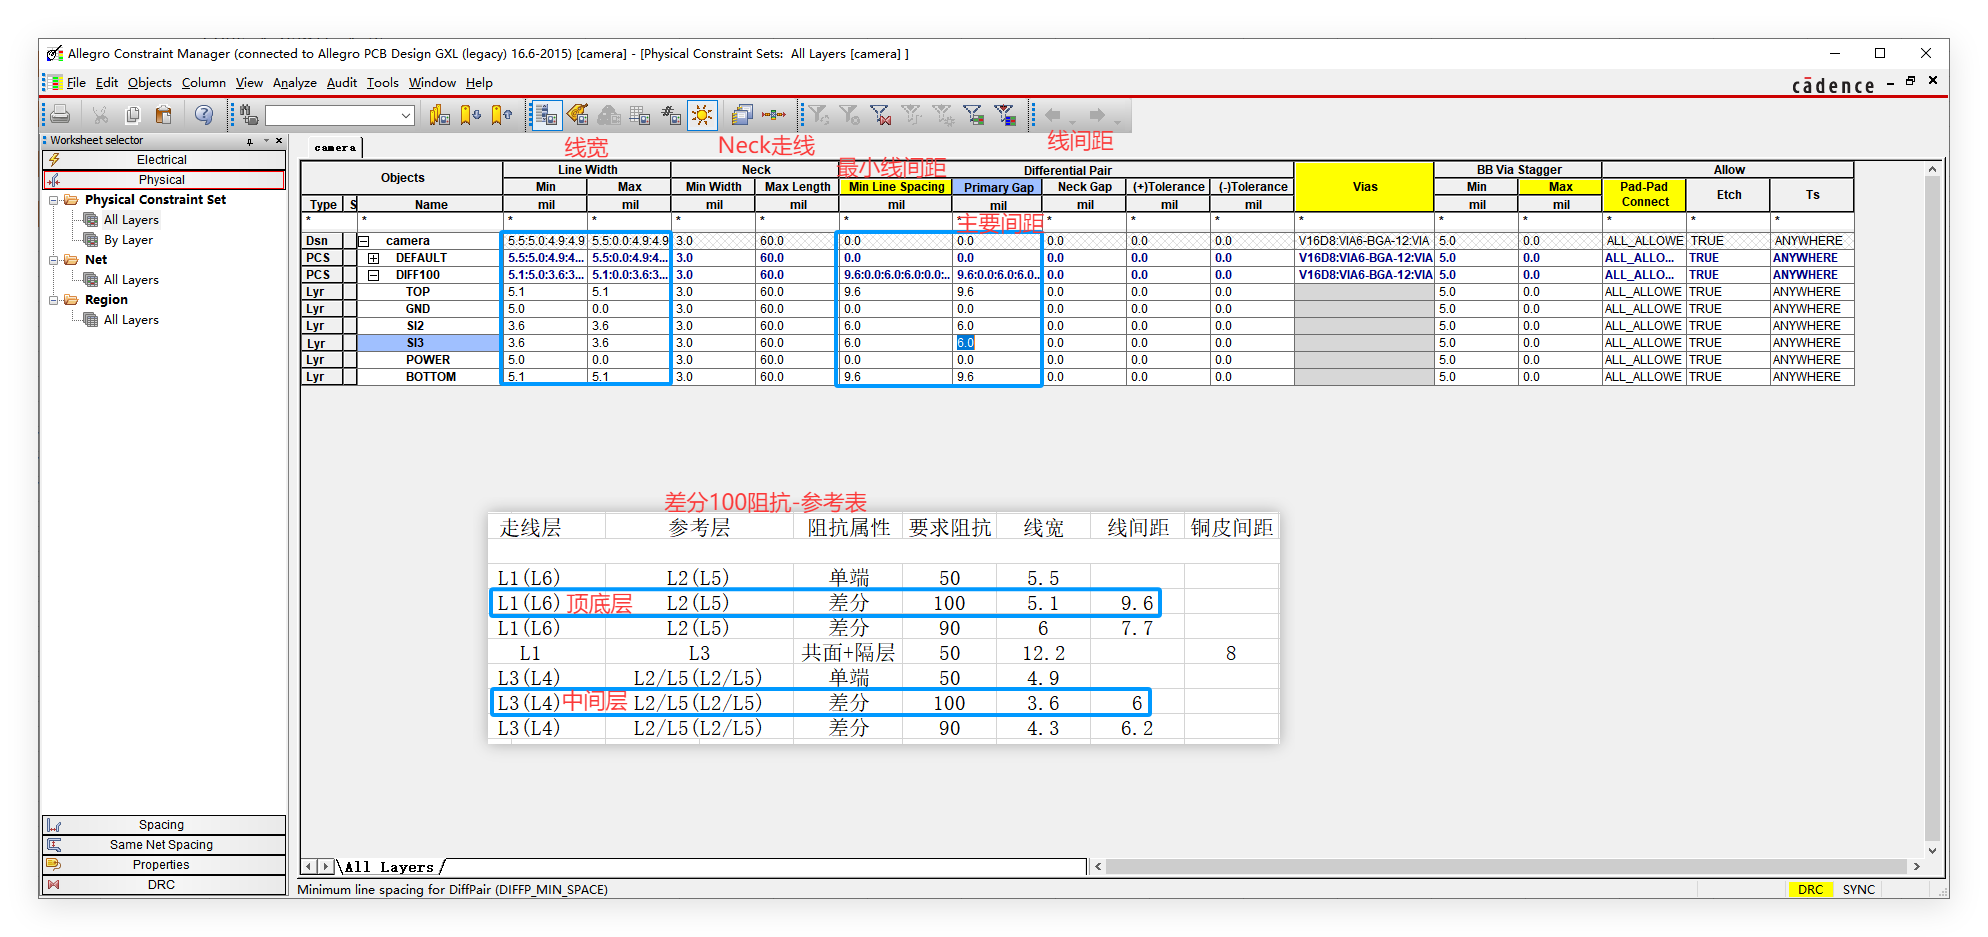 Allegro Constraint Manager (connected to Allegro PCB Design GXL (legacy) 16.6-2015) [camera] - [Physical Constraint Sets:  All Layers [camera] ]
File Edit Objects Column View Analyze Audit Tools Window Help
cādence
Worksheet selector
Electrical
Physical
Physical Constraint Set
All Layers
By Layer
Net
All Layers
Region
All Layers
Spacing
Same Net Spacing
Properties
DRC
camera
线宽
Neck走线
最小线间距
线间距
主要间距
Objects Line Width Neck Differential Pair Vias BB Via Stagger Allow
Min Max Min Width Max Length Min Line Spacing Primary Gap Neck Gap (+)Tolerance (-)Tolerance Min Max Pad-Pad Connect Etch Ts
Type S Name mil mil mil mil mil mil mil mil mil mil mil
* * * * * * * * * * * * * * * * *
Dsn camera 5.5:5.0:4.9:4.9 5.5:0.0:4.9:4.9 3.0 60.0 0.0 0.0 0.0 0.0 0.0 V16D8:VIA6-BGA-12:VIA 5.0 0.0 ALL_ALLOWE TRUE ANYWHERE
PCS DEFAULT 5.5:5.0:4.9:4... 5.5:0.0:4.9:4... 3.0 60.0 0.0 0.0 0.0 0.0 0.0 V16D8:VIA6-BGA-12:VIA 5.0 0.0 ALL_ALLO... TRUE ANYWHERE
PCS DIFF100 5.1:5.0:3.6:3... 5.1:0.0:3.6:3... 3.0 60.0 9.6:0.0:6.0:6.0:0.0:... 9.6:0.0:6.0:6.0... 0.0 0.0 0.0 V16D8:VIA6-BGA-12:VIA 5.0 0.0 ALL_ALLO... TRUE ANYWHERE
Lyr TOP 5.1 5.1 3.0 60.0 9.6 9.6 0.0 0.0 0.0 5.0 0.0 ALL_ALLOWE TRUE ANYWHERE
Lyr GND 5.0 0.0 3.0 60.0 0.0 0.0 0.0 0.0 0.0 5.0 0.0 ALL_ALLOWE TRUE ANYWHERE
Lyr SI2 3.6 3.6 3.0 60.0 6.0 6.0 0.0 0.0 0.0 5.0 0.0 ALL_ALLOWE TRUE ANYWHERE
Lyr SI3 3.6 3.6 3.0 60.0 6.0 6.0 0.0 0.0 0.0 5.0 0.0 ALL_ALLOWE TRUE ANYWHERE
Lyr POWER 5.0 0.0 3.0 60.0 0.0 0.0 0.0 0.0 0.0 5.0 0.0 ALL_ALLOWE TRUE ANYWHERE
Lyr BOTTOM 5.1 5.1 3.0 60.0 9.6 9.6 0.0 0.0 0.0 5.0 0.0 ALL_ALLOWE TRUE ANYWHERE
差分100阻抗-参考表
走线层 参考层 阻抗属性 要求阻抗 线宽 线间距 铜皮间距
L1(L6) L2(L5) 单端 50 5.5
L1(L6) 顶底层 L2(L5) 差分 100 5.1 9.6
L1(L6) L2(L5) 差分 90 6 7.7
L1 L3 共面+隔层 50 12.2 8
L3(L4) L2/L5(L2/L5) 单端 50 4.9
L3(L4) 中间层 L2/L5(L2/L5) 差分 100 3.6 6
L3(L4) L2/L5(L2/L5) 差分 90 4.3 6.2
All Layers
Minimum line spacing for DiffPair (DIFFP_MIN_SPACE)
DRC SYNC